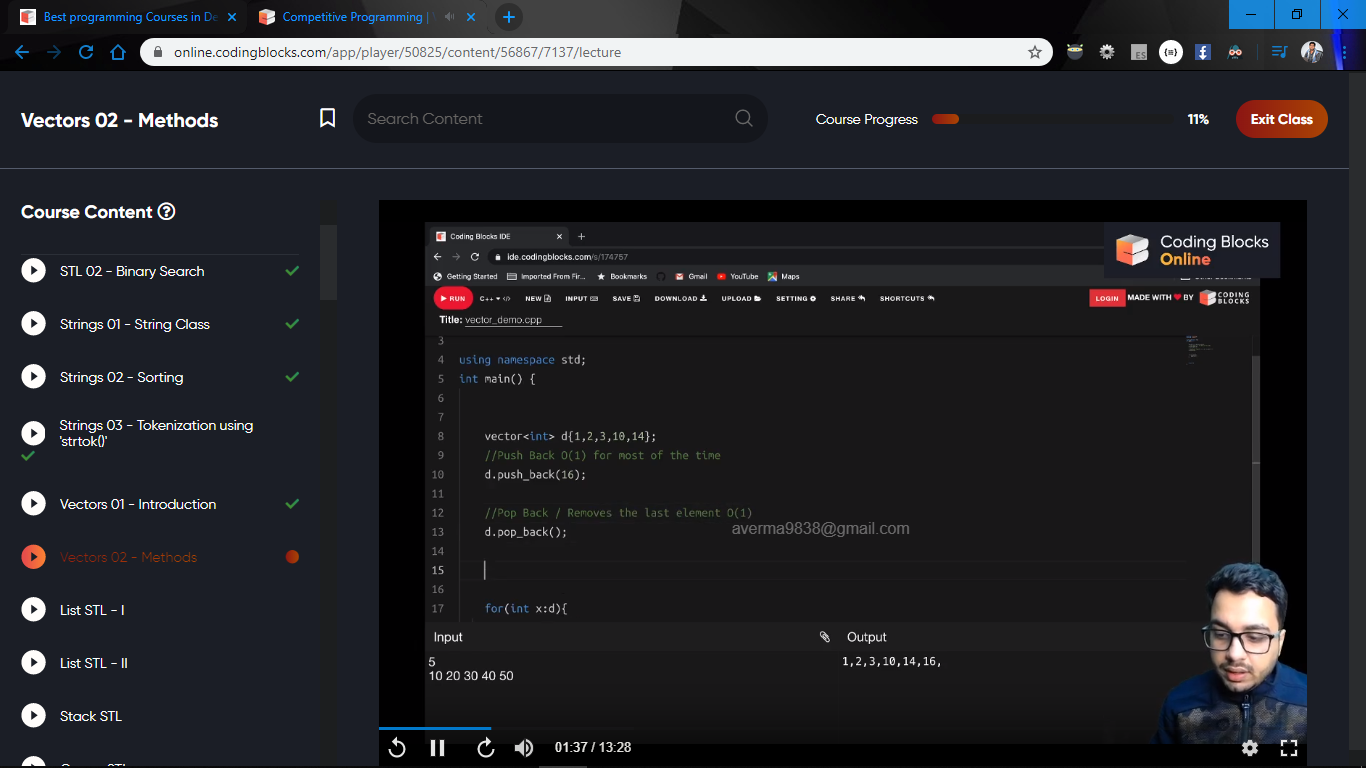 Best programming Courses in De
Competitive Programming |
online.codingblocks.com/app/player/50825/content/56867/7137/lecture
Vectors 02 - Methods
Search Content
Course Progress
11%
Exit Class
Course Content
STL 02 - Binary Search
Strings 01 - String Class
Strings 02 - Sorting
Strings 03 - Tokenization using
'strtok()'
Vectors 01 - Introduction
Vectors 02 - Methods
List STL - I
List STL - II
Stack STL
Coding Blocks IDE
ide.codingblocks.com/s/174757
Coding Blocks
Online
Getting Started
Imported From Fir...
Bookmarks
Gmail
YouTube
Maps
RUN
C++
NEW
INPUT
SAVE
DOWNLOAD
UPLOAD
SETTING
SHARE
SHORTCUTS
LOGIN
MADE WITH ♥ BY
CODING
BLOCKS
Title: vector_demo.cpp
3
4 using namespace std;
5 int main() {
6
7
8 vector<int> d{1,2,3,10,14};
9 //Push Back O(1) for most of the time
10 d.push_back(16);
11
12 //Pop Back / Removes the last element O(1)
averma9838@gmail.com
13 d.pop_back();
14
15
16
17 for(int x:d){
Input
Output
5
10 20 30 40 50
1,2,3,10,14,16,
01:37 / 13:28